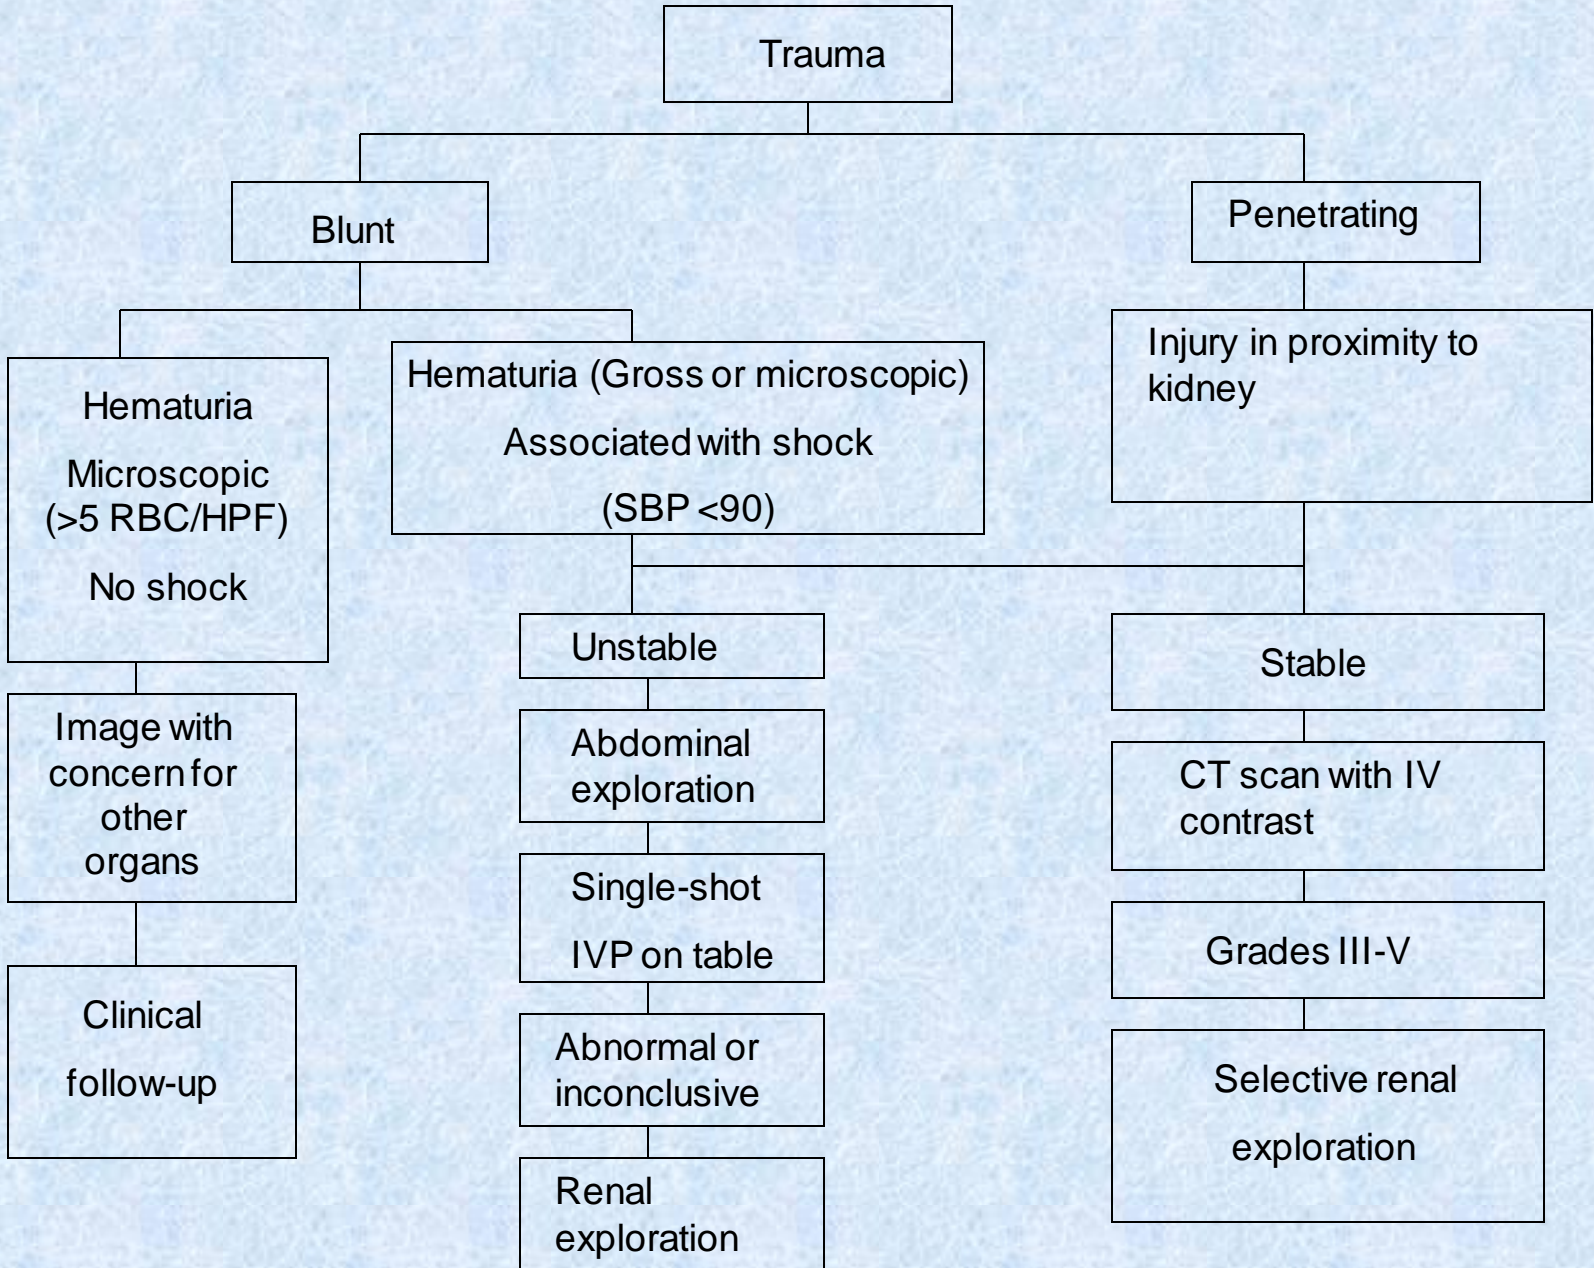 Trauma
Blunt
Penetrating
Hematuria
Microscopic
(>5 RBC/HPF)
No shock
Hematuria (Gross or microscopic)
Associated with shock
(SBP <90)
Injury in proximity to
kidney
Unstable
Stable
Image with
concern for
other
organs
Abdominal
exploration
CT scan with IV
contrast
Single-shot
IVP on table
Grades III-V
Clinical
follow-up
Abnormal or
inconclusive
Selective renal
exploration
Renal
exploration